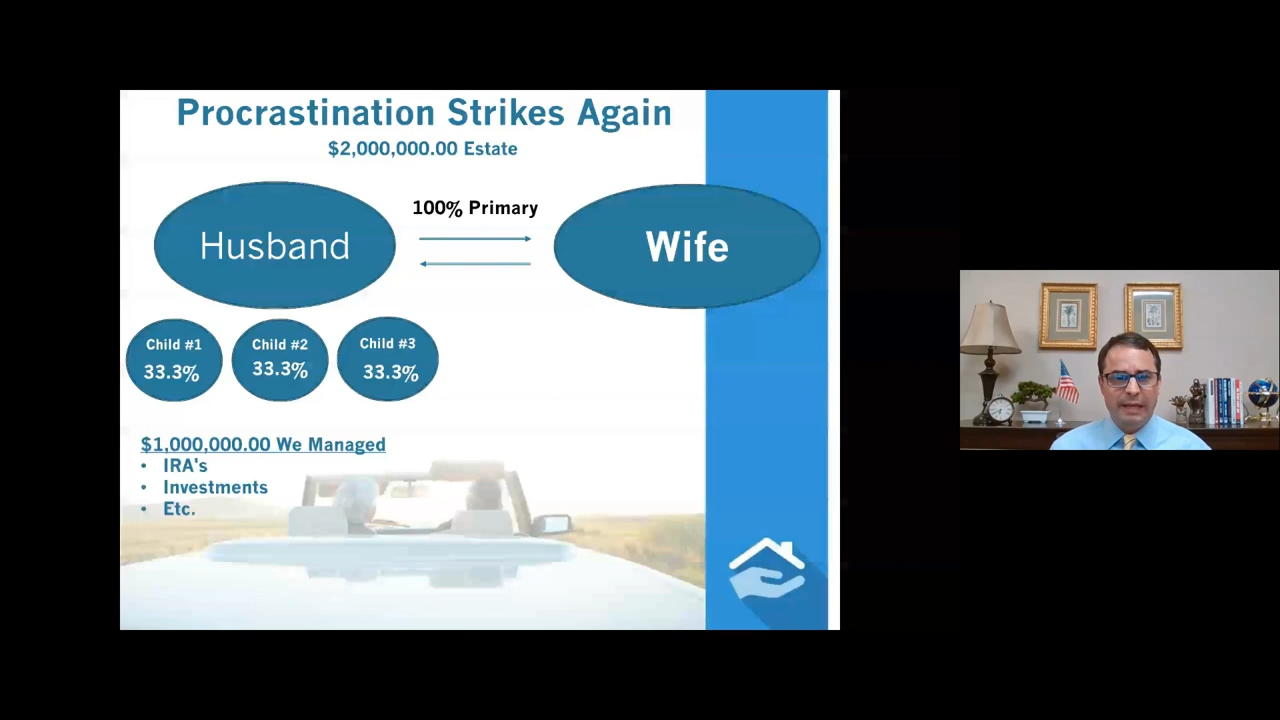 Procrastination Strikes Again
$2,000,000.00 Estate
100% Primary
Husband
Wife
Child #1
33.3%
Child #2
33.3%
Child #3
33.3%
$1,000,000.00 We Managed
• IRA's
• Investments
• Etc.